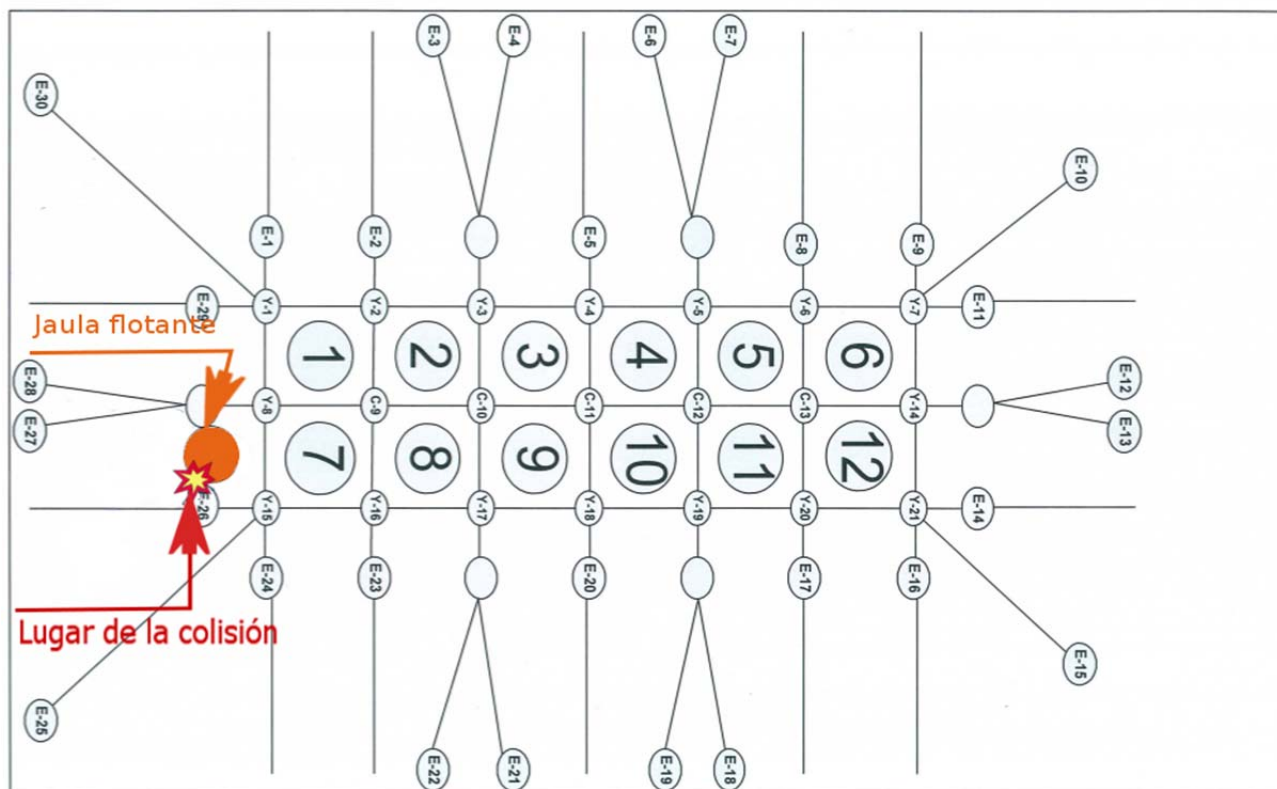 E-3 E-4 E-6 E-7
E-30
E-10
E-1 E-2 E-5 E-8 E-9
E-29 Y-1 Y-2 Y-3 Y-4 Y-5 Y-6 Y-7 E-11
Jaula flotante
1 2 3 4 5 6
E-28
E-12
Y-8 C-9 C-10 C-11 C-12 C-13 Y-14
E-27
E-13
7 8 9 10 11 12
E-26 Y-15 Y-16 Y-17 Y-18 Y-19 Y-20 Y-21 E-14
E-24 E-23 E-20 E-17 E-16
Lugar de la colisión
E-15
E-25
E-22 E-21 E-19 E-18